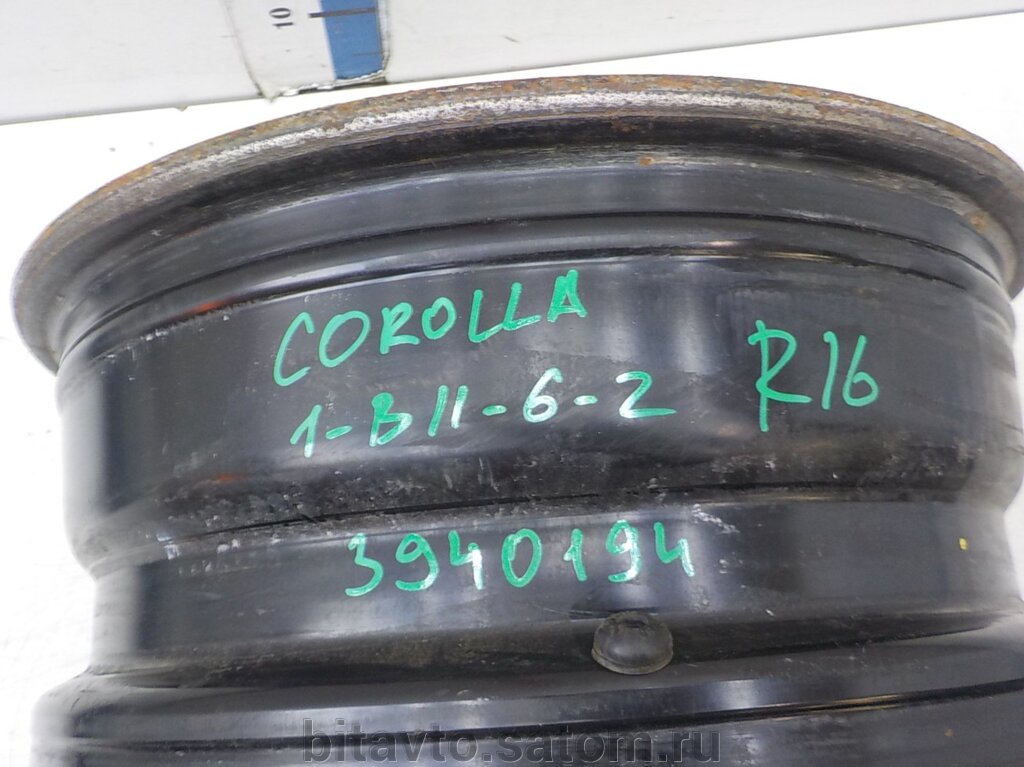 10
COROLLA
R16
1-B11-6-2
3940194
bitavto.satom.ru